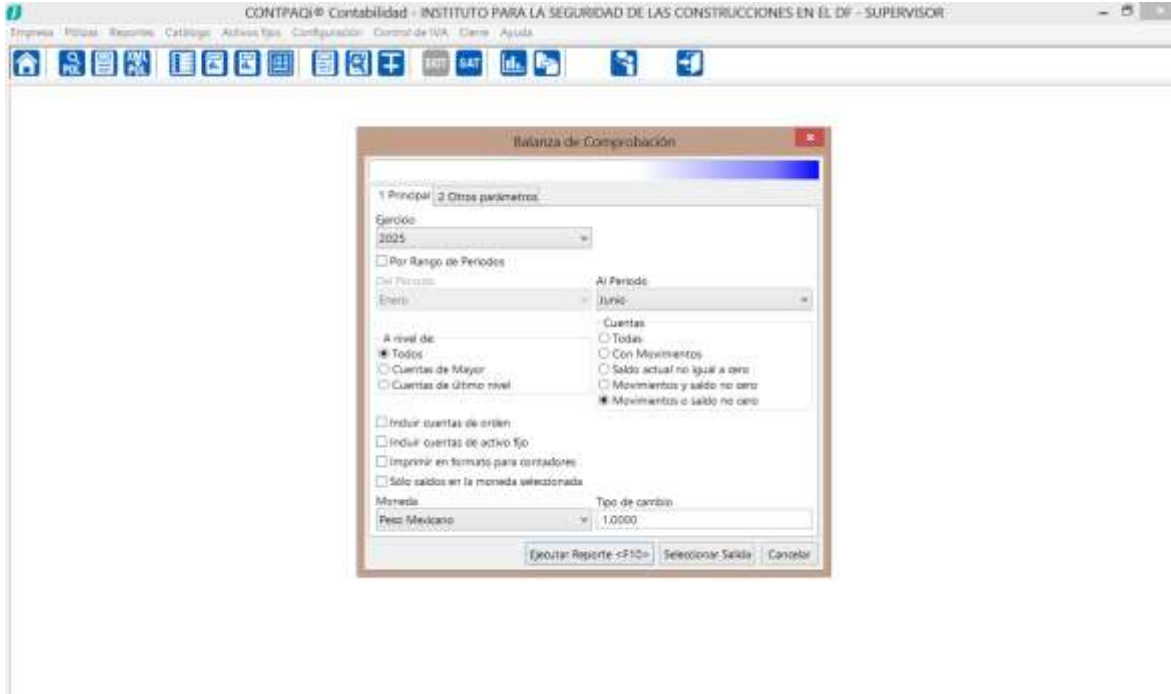 CONTPAQi® Contabilidad - INSTITUTO PARA LA SEGURIDAD DE LAS CONSTRUCCIONES EN EL DF - SUPERVISOR
Empresa Pólizas Reportes Catálogo Activos fijos Configuración Control de IVA Cierre Ayuda
POL XML POL SAT
Balanza de Comprobación
1 Principal 2 Otros parámetros
Ejercicio
2025
Por Rango de Periodos
Del Periodo Al Periodo
Enero Junio
Cuentas
A nivel de: Todas
Todos Con Movimientos
Cuentas de Mayor Saldo actual no igual a cero
Cuentas de último nivel Movimientos y saldo no cero
Movimientos o saldo no cero
Incluir cuentas de orden
Incluir cuentas de activo fijo
Imprimir en formato para contadores
Sólo saldos en la moneda seleccionada
Moneda Tipo de cambio
Peso Mexicano 1.0000
Ejecutar Reporte <F10> Seleccionar Salida Cancelar